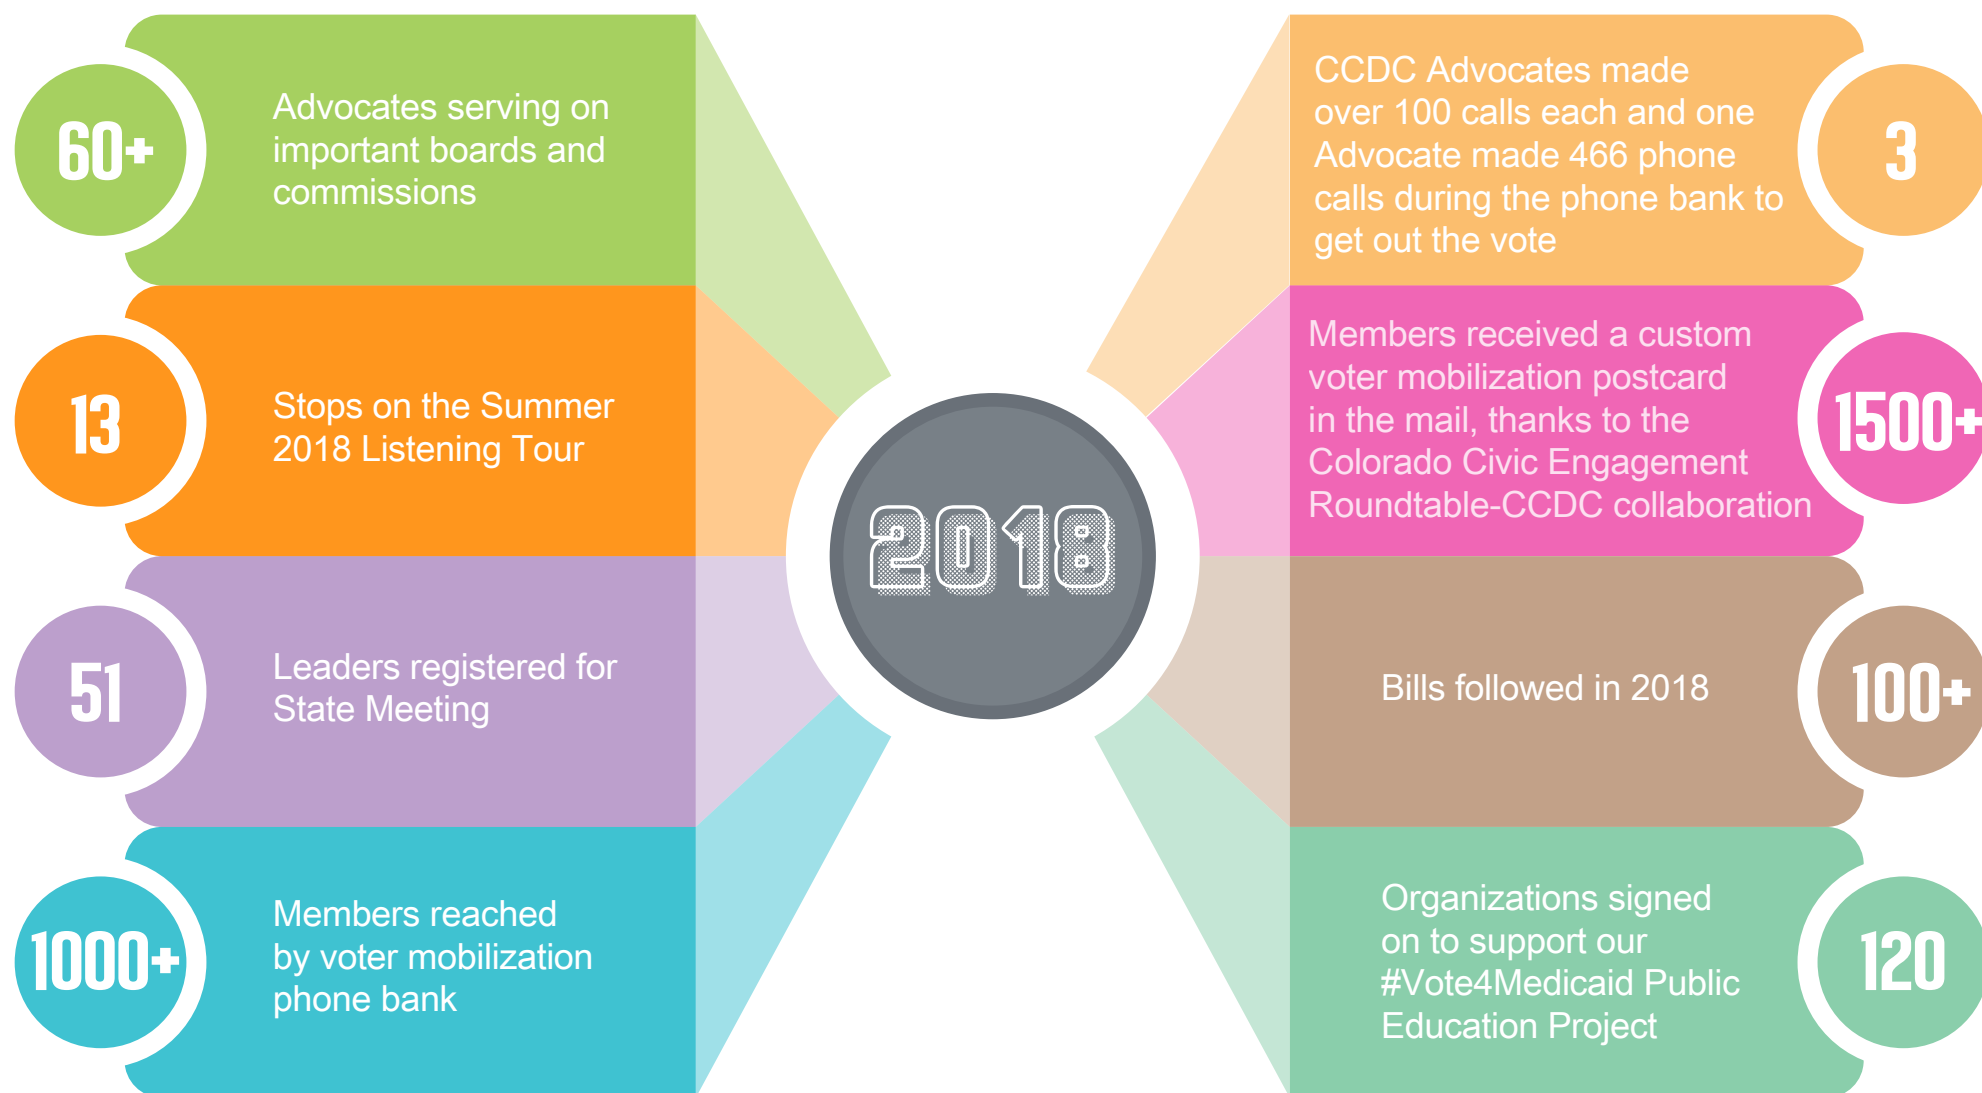 60+
Advocates serving on
important boards and
commissions
13
Stops on the Summer
2018 Listening Tour
51
Leaders registered for
State Meeting
1000+
Members reached
by voter mobilization
phone bank
2018
CCDC Advocates made
over 100 calls each and one
Advocate made 466 phone
calls during the phone bank to
get out the vote
3
Members received a custom
voter mobilization postcard
in the mail, thanks to the
Colorado Civic Engagement
Roundtable-CCDC collaboration
1500+
Bills followed in 2018
100+
Organizations signed
on to support our
#Vote4Medicaid Public
Education Project
120